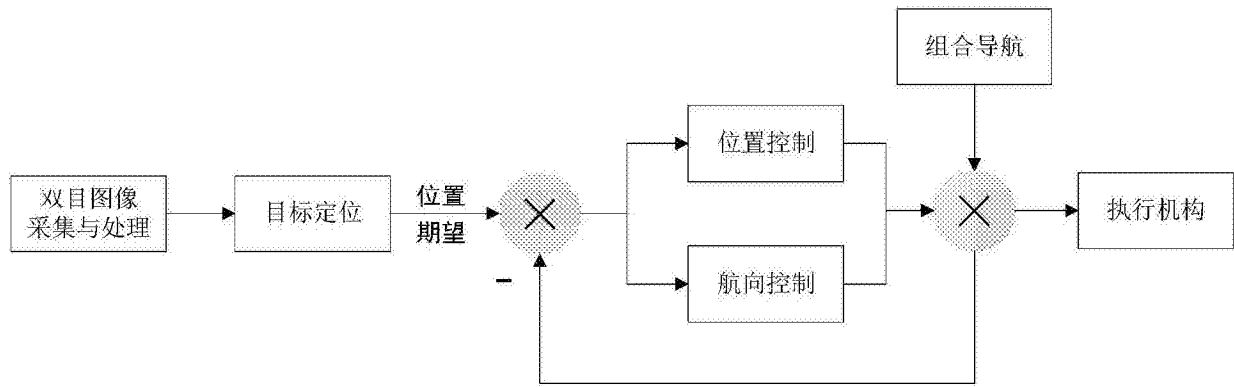 组合导航
位置控制
双目图像
采集与处理
目标定位
位置
期望
执行机构
航向控制